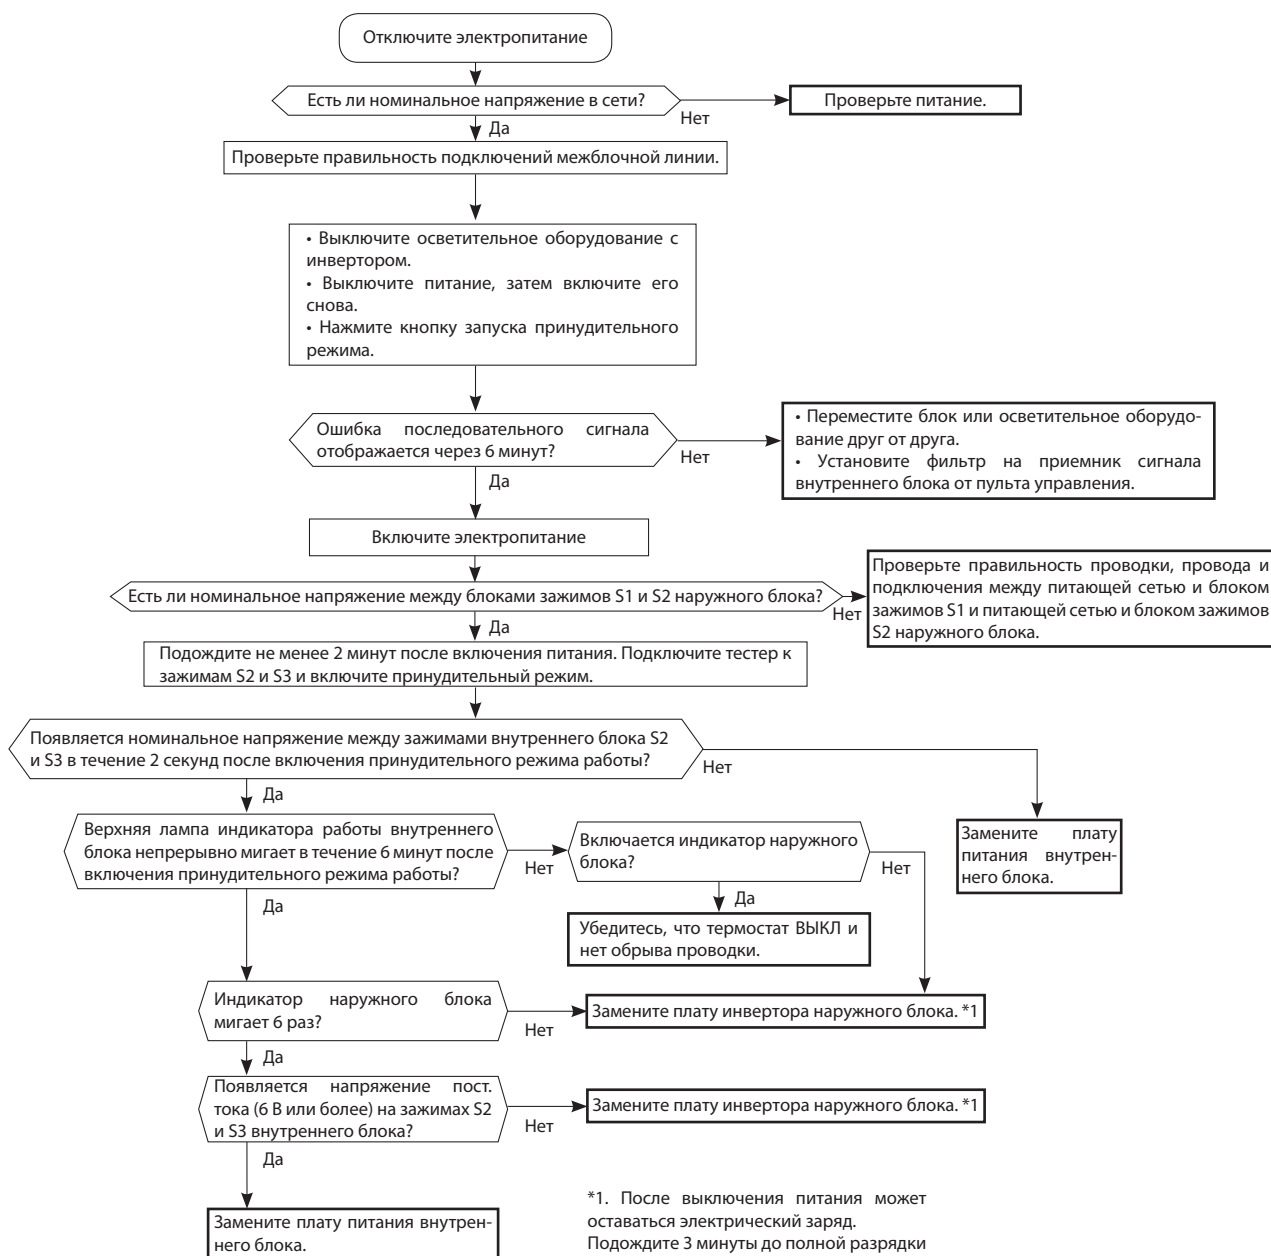 Отключите электропитание
Есть ли номинальное напряжение в сети?
Нет
Проверьте питание.
Да
Проверьте правильность подключений межблочной линии.
• Выключите осветительное оборудование с
инвертором.
• Выключите питание, затем включите его
снова.
• Нажмите кнопку запуска принудительного
режима.
Ошибка последовательного сигнала
отображается через 6 минут?
Нет
• Переместите блок или осветительное оборудо-
вание друг от друга.
• Установите фильтр на приемник сигнала
внутреннего блока от пульта управления.
Да
Включите электропитание
Есть ли номинальное напряжение между блоками зажимов S1 и S2 наружного блока?
Нет
Проверьте правильность проводки, провода и
подключения между питающей сетью и блоком
зажимов S1 и питающей сетью и блоком зажимов
S2 наружного блока.
Да
Подождите не менее 2 минут после включения питания. Подключите тестер к
зажимам S2 и S3 и включите принудительный режим.
Появляется номинальное напряжение между зажимами внутреннего блока S2
и S3 в течение 2 секунд после включения принудительного режима работы?
Нет
Замените плату
питания внутрен-
него блока.
Да
Верхняя лампа индикатора работы внутреннего
блока непрерывно мигает в течение 6 минут после
включения принудительного режима работы?
Нет
Включается индикатор наружного
блока?
Нет
Да
Убедитесь, что термостат ВЫКЛ и
нет обрыва проводки.
Да
Индикатор наружного блока
мигает 6 раз?
Нет
Замените плату инвертора наружного блока. *1
Да
Появляется напряжение пост.
тока (6 В или более) на зажимах S2
и S3 внутреннего блока?
Нет
Замените плату инвертора наружного блока. *1
Да
Замените плату питания внутрен-
него блока.
*1. После выключения питания может
оставаться электрический заряд.
Подождите 3 минуты до полной разрядки